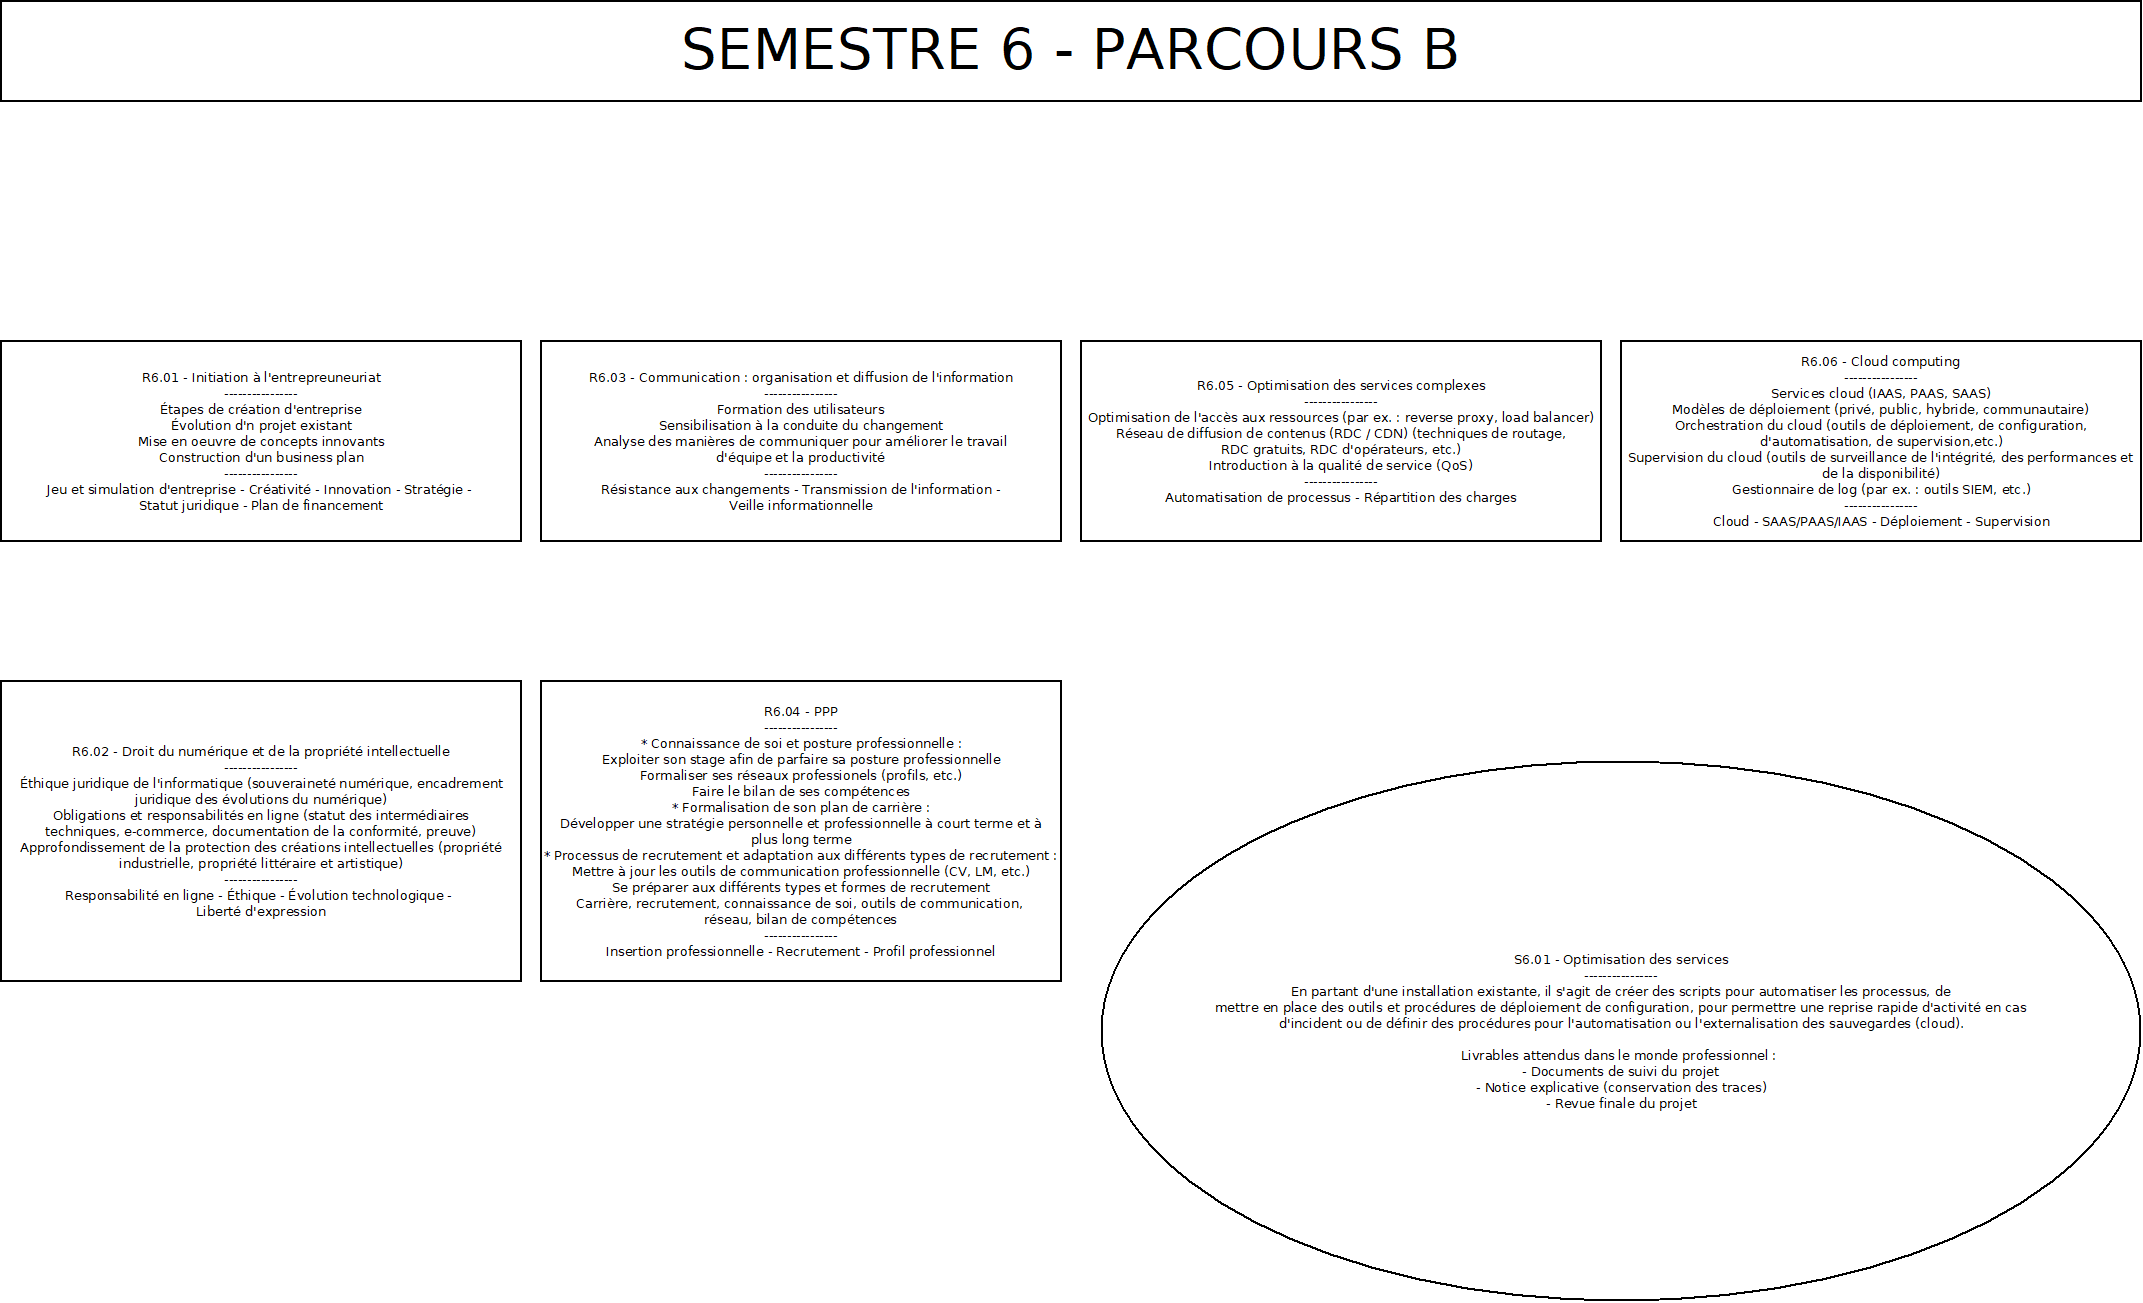 SEMESTRE 6 - PARCOURS B
R6.01 - Initiation à l'entrepreuneuriat
----------------
Étapes de création d'entreprise
Évolution d'n projet existant
Mise en oeuvre de concepts innovants
Construction d'un business plan
----------------
Jeu et simulation d'entreprise - Créativité - Innovation - Stratégie -
Statut juridique - Plan de financement
R6.03 - Communication : organisation et diffusion de l'information
----------------
Formation des utilisateurs
Sensibilisation à la conduite du changement
Analyse des manières de communiquer pour améliorer le travail
d'équipe et la productivité
----------------
Résistance aux changements - Transmission de l'information -
Veille informationnelle
R6.05 - Optimisation des services complexes
----------------
Optimisation de l'accès aux ressources (par ex. : reverse proxy, load balancer)
Réseau de diffusion de contenus (RDC / CDN) (techniques de routage,
RDC gratuits, RDC d'opérateurs, etc.)
Introduction à la qualité de service (QoS)
----------------
Automatisation de processus - Répartition des charges
R6.06 - Cloud computing
----------------
Services cloud (IAAS, PAAS, SAAS)
Modèles de déploiement (privé, public, hybride, communautaire)
Orchestration du cloud (outils de déploiement, de configuration,
d'automatisation, de supervision,etc.)
Supervision du cloud (outils de surveillance de l'intégrité, des performances et
de la disponibilité)
Gestionnaire de log (par ex. : outils SIEM, etc.)
----------------
Cloud - SAAS/PAAS/IAAS - Déploiement - Supervision
R6.02 - Droit du numérique et de la propriété intellectuelle
----------------
Éthique juridique de l'informatique (souveraineté numérique, encadrement
juridique des évolutions du numérique)
Obligations et responsabilités en ligne (statut des intermédiaires
techniques, e-commerce, documentation de la conformité, preuve)
Approfondissement de la protection des créations intellectuelles (propriété
industrielle, propriété littéraire et artistique)
----------------
Responsabilité en ligne - Éthique - Évolution technologique -
Liberté d'expression
R6.04 - PPP
----------------
* Connaissance de soi et posture professionnelle :
Exploiter son stage afin de parfaire sa posture professionnelle
Formaliser ses réseaux professionels (profils, etc.)
Faire le bilan de ses compétences
* Formalisation de son plan de carrière :
Développer une stratégie personnelle et professionnelle à court terme et à
plus long terme
* Processus de recrutement et adaptation aux différents types de recrutement :
Mettre à jour les outils de communication professionnelle (CV, LM, etc.)
Se préparer aux différents types et formes de recrutement
Carrière, recrutement, connaissance de soi, outils de communication,
réseau, bilan de compétences
----------------
Insertion professionnelle - Recrutement - Profil professionnel
S6.01 - Optimisation des services
----------------
En partant d'une installation existante, il s'agit de créer des scripts pour automatiser les processus, de
mettre en place des outils et procédures de déploiement de configuration, pour permettre une reprise rapide d'activité en cas
d'incident ou de définir des procédures pour l'automatisation ou l'externalisation des sauvegardes (cloud).
Livrables attendus dans le monde professionnel :
- Documents de suivi du projet
- Notice explicative (conservation des traces)
- Revue finale du projet